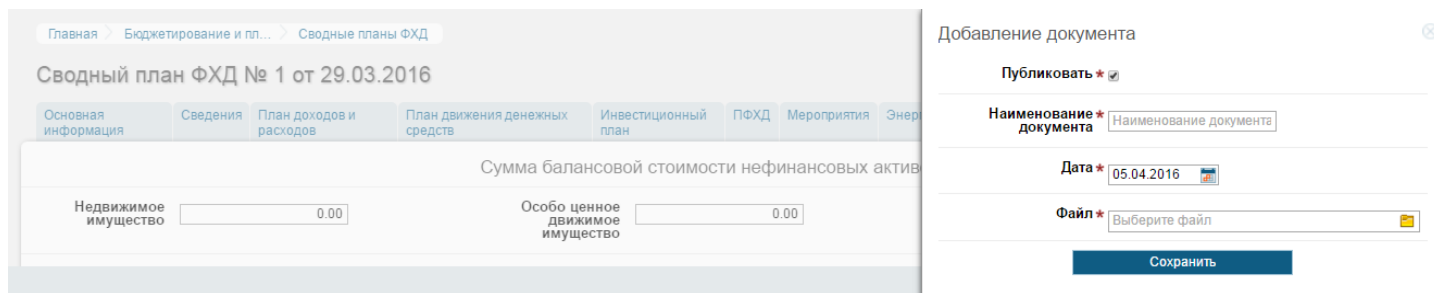 Главная Бюджетирование и пл... Сводные планы ФХД
Сводный план ФХД № 1 от 29.03.2016
Основная информация
Сведения
План доходов и расходов
План движения денежных средств
Инвестиционный план
ПФХД
Мероприятия
Сумма балансовой стоимости нефинансовых
Недвижимое имущество
0.00
Особо ценное движимое имущество
0.00
Добавление документа
Публиковать *
Наименование документа *
Наименование документа
Дата *
05.04.2016
Файл *
Выберите файл
Сохранить